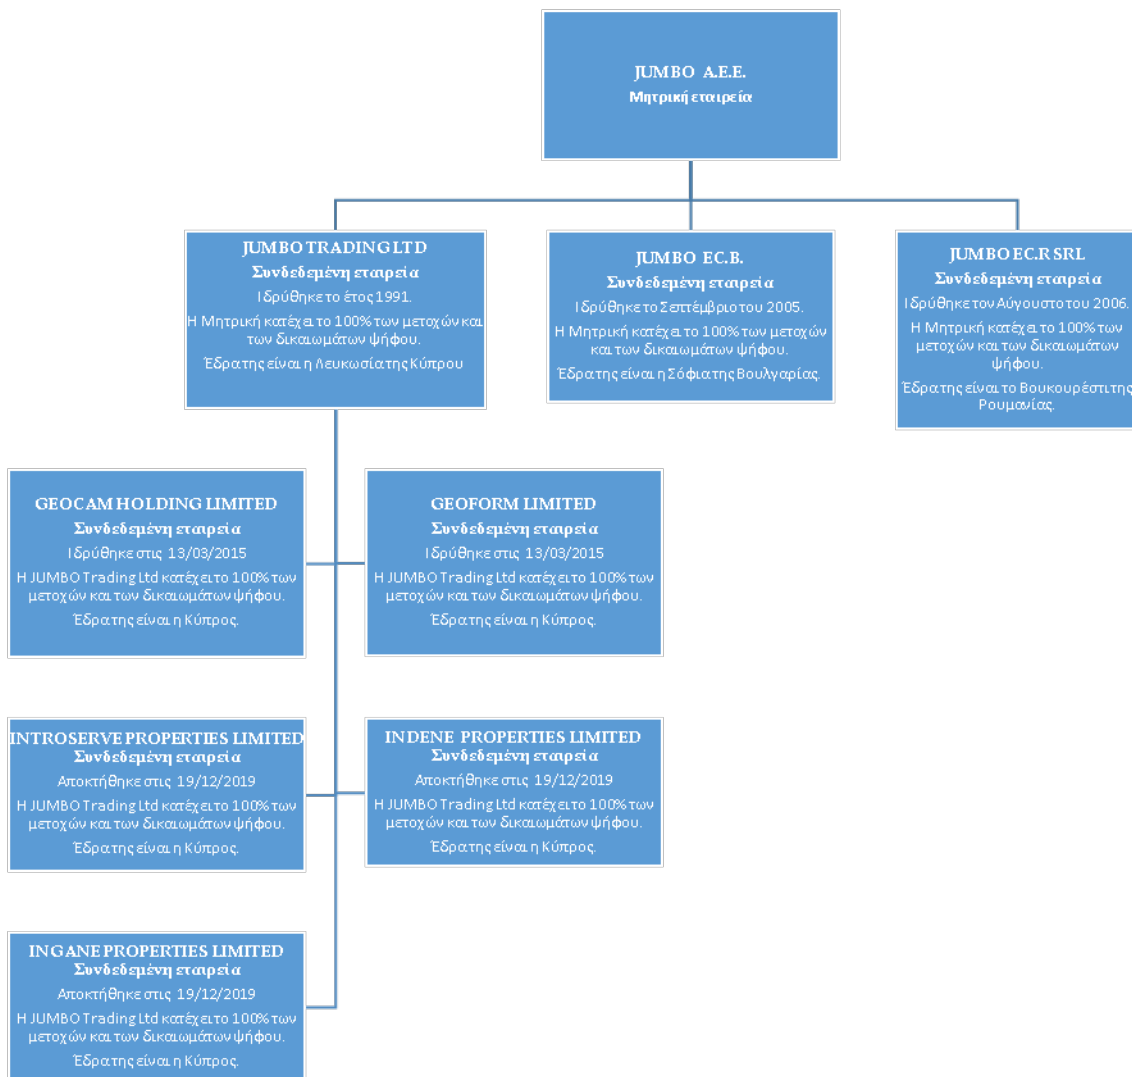 JUMBO A.E.E.
Μητρική εταιρεία
JUMBO TRADING LTD
Συνδεδεμένη εταιρεία
Ιδρύθηκε το έτος 1991.
Η Μητρική κατέχει το 100% των μετοχών και
των δικαιωμάτων ψήφου.
Έδρα της είναι η Λευκωσία της Κύπρου
JUMBO EC.B.
Συνδεδεμένη εταιρεία
Ιδρύθηκε το Σεπτέμβριο του 2005.
Η Μητρική κατέχει το 100% των μετοχών
και των δικαιωμάτων ψήφου.
Έδρα της είναι η Σόφια της Βουλγαρίας.
JUMBO EC.R SRL
Συνδεδεμένη εταιρεία
Ιδρύθηκε τον Αύγουστο του 2006.
Η Μητρική κατέχει το 100% των
μετοχών και των δικαιωμάτων
ψήφου.
Έδρα της είναι το Βουκουρέστι της
Ρουμανίας.
GEOCAM HOLDING LIMITED
Συνδεδεμένη εταιρεία
Ιδρύθηκε στις 13/03/2015
Η JUMBO Trading Ltd κατέχει το 100% των
μετοχών και των δικαιωμάτων ψήφου.
Έδρα της είναι η Κύπρος.
GEOFORM LIMITED
Συνδεδεμένη εταιρεία
Ιδρύθηκε στις 13/03/2015
Η JUMBO Trading Ltd κατέχει το 100% των
μετοχών και των δικαιωμάτων ψήφου.
Έδρα της είναι η Κύπρος.
INTROSERVE PROPERTIES LIMITED
Συνδεδεμένη εταιρεία
Αποκτήθηκε στις 19/12/2019
Η JUMBO Trading Ltd κατέχει το 100% των
μετοχών και των δικαιωμάτων ψήφου.
Έδρα της είναι η Κύπρος.
INDENE PROPERTIES LIMITED
Συνδεδεμένη εταιρεία
Αποκτήθηκε στις 19/12/2019
Η JUMBO Trading Ltd κατέχει το 100% των
μετοχών και των δικαιωμάτων ψήφου.
Έδρα της είναι η Κύπρος.
INGANE PROPERTIES LIMITED
Συνδεδεμένη εταιρεία
Αποκτήθηκε στις 19/12/2019
Η JUMBO Trading Ltd κατέχει το 100% των
μετοχών και των δικαιωμάτων ψήφου.
Έδρα της είναι η Κύπρος.